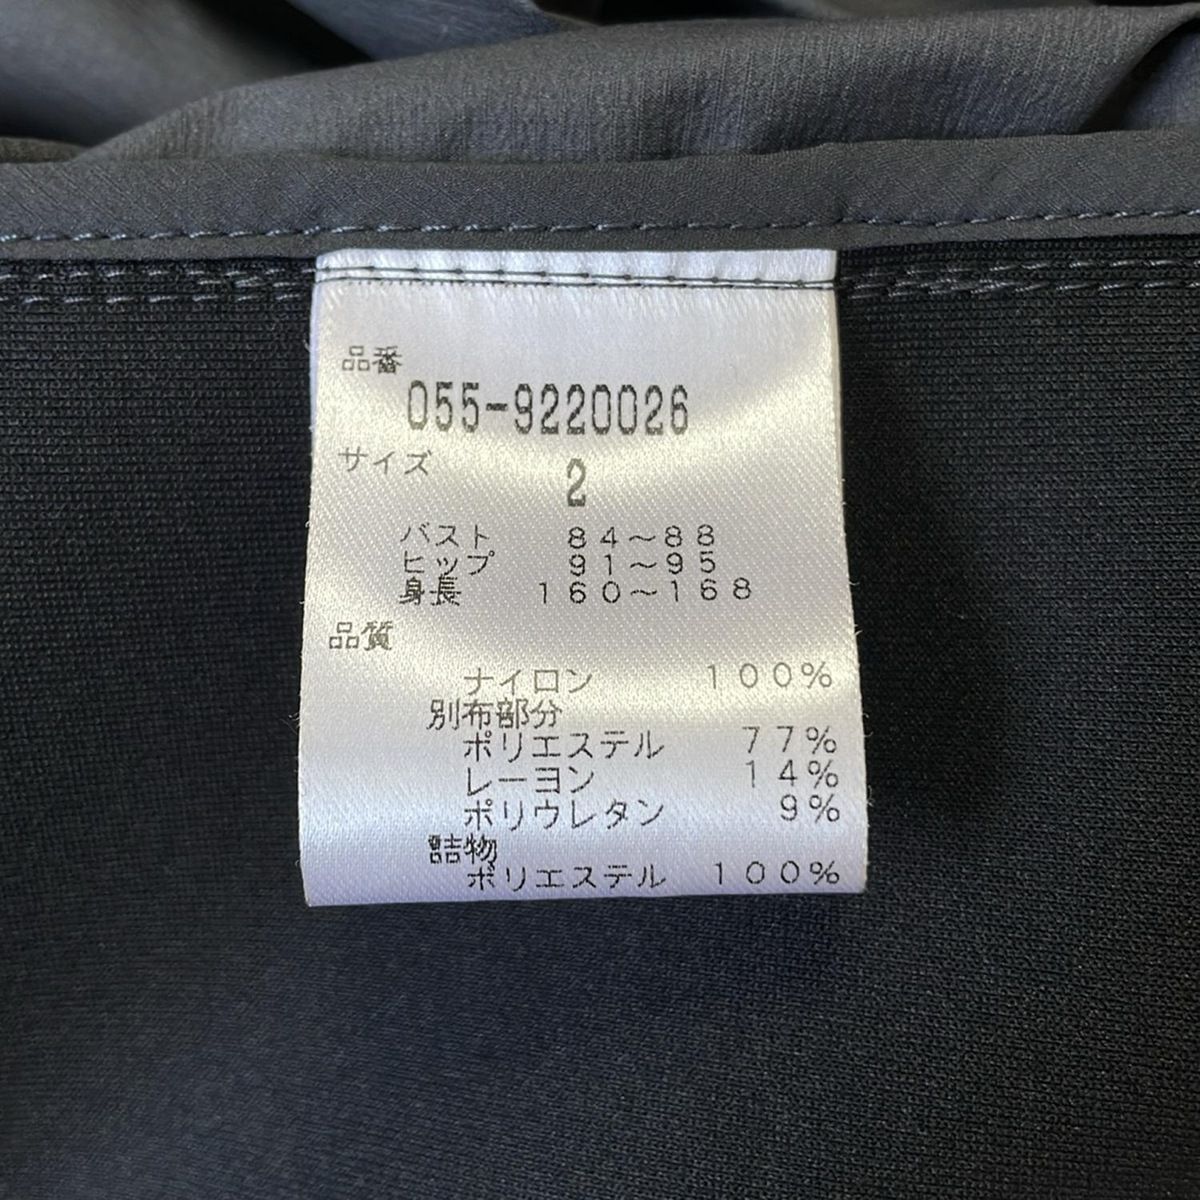 品番
055-9220026
サイズ 2
バスト 84～88
ヒップ 91～95
身長 160～168
品質
ナイロン 100%
別布部分
ポリエステル 77%
レーヨン 14%
ポリウレタン 9%
詰物
ポリエステル 100%